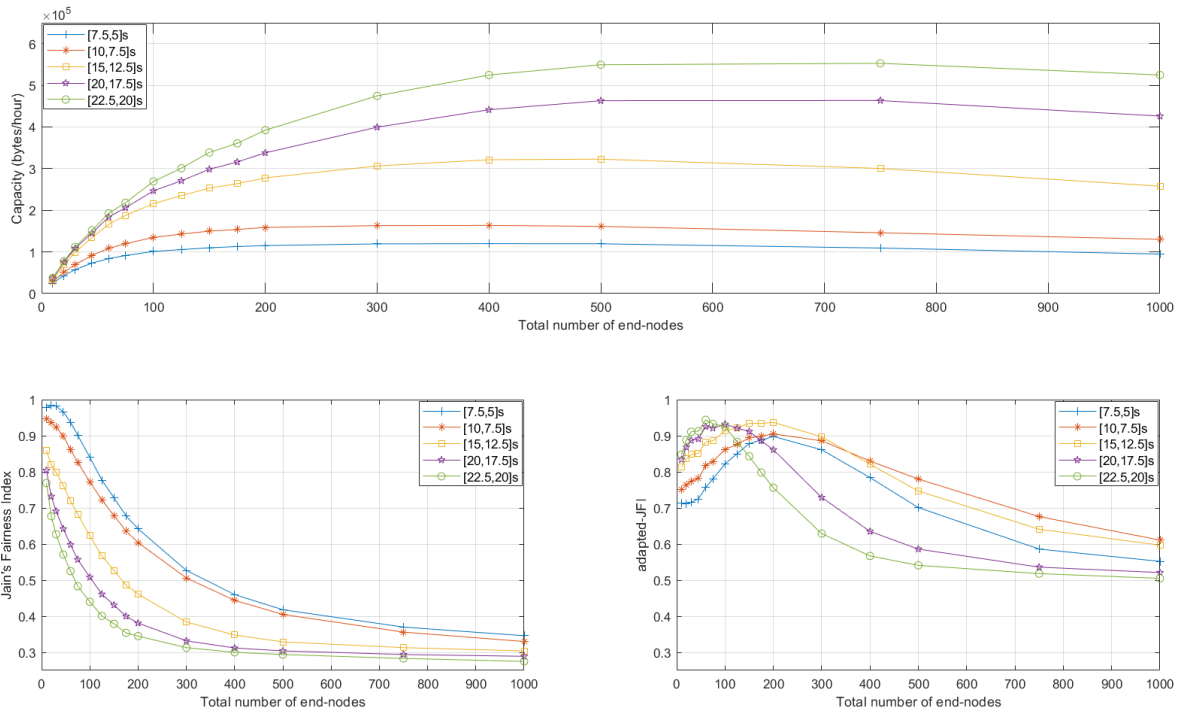 ×10⁵
6
5
4
3
2
1
0
Capacity (bytes/hour)
[7.5,5]s
[10,7.5]s
[15,12.5]s
[20,17.5]s
[22.5,20]s
0 100 200 300 400 500 600 700 800 900 1000
Total number of end-nodes
1
0.9
0.8
0.7
0.6
0.5
0.4
0.3
Jain's Fairness Index
[7.5,5]s
[10,7.5]s
[15,12.5]s
[20,17.5]s
[22.5,20]s
0 100 200 300 400 500 600 700 800 900 1000
Total number of end-nodes
1
0.9
0.8
0.7
0.6
0.5
0.4
0.3
adapted-JFI
[7.5,5]s
[10,7.5]s
[15,12.5]s
[20,17.5]s
[22.5,20]s
0 100 200 300 400 500 600 700 800 900 1000
Total number of end-nodes